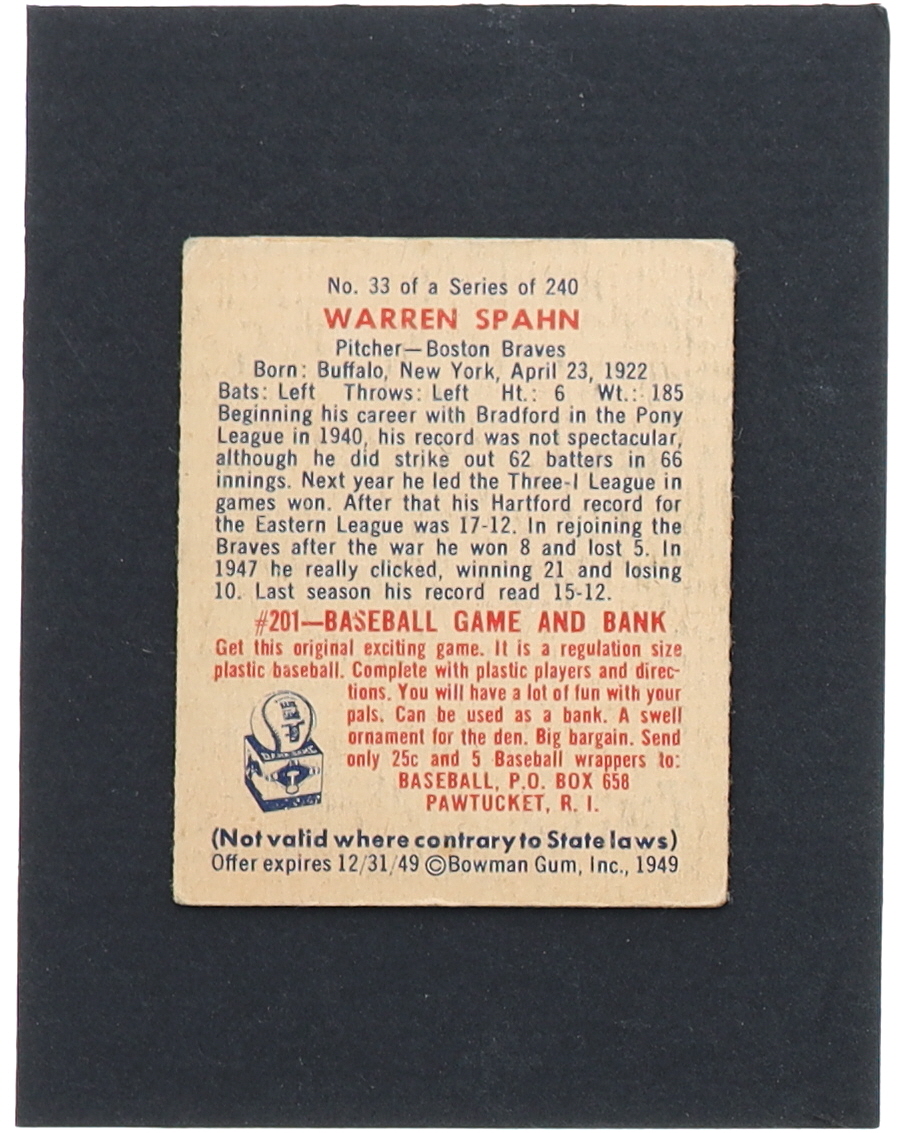 No. 33 of a Series of 240
WARREN SPAHN
Pitcher—Boston Braves
Born: Buffalo, New York, April 23, 1922
Bats: Left Throws: Left Ht.: 6 Wt.: 185
Beginning his career with Bradford in the Pony
League in 1940, his record was not spectacular,
although he did strike out 62 batters in 66
innings. Next year he led the Three-I League in
games won. After that his Hartford record for
the Eastern League was 17-12. In rejoining the
Braves after the war he won 8 and lost 5. In
1947 he really clicked, winning 21 and losing
10. Last season his record read 15-12.
#201—BASEBALL GAME AND BANK
Get this original exciting game. It is a regulation size
plastic baseball. Complete with plastic players and direc-
tions. You will have a lot of fun with your
pals. Can be used as a bank. A swell
ornament for the den. Big bargain. Send
only 25c and 5 Baseball wrappers to:
BASEBALL, P.O. BOX 658
PAWTUCKET, R. I.
(Not valid where contrary to State laws)
Offer expires 12/31/49 ©Bowman Gum, Inc., 1949